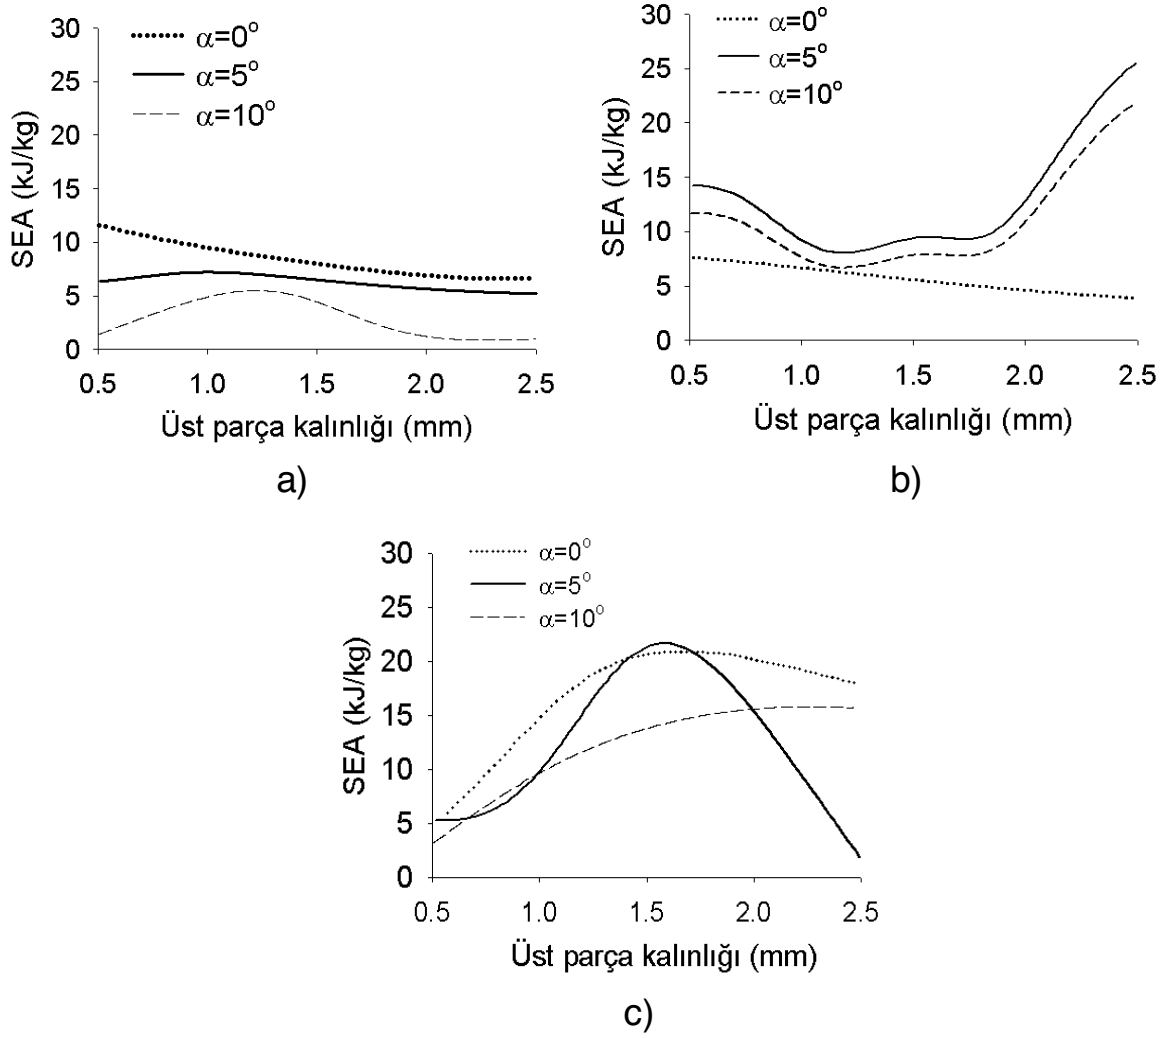 α=0°
α=5°
α=10°
30
25
20
15
10
5
0
SEA (kJ/kg)
0.5 1.0 1.5 2.0 2.5
Üst parça kalınlığı (mm)
a)
α=0°
α=5°
α=10°
30
25
20
15
10
5
0
SEA (kJ/kg)
0.5 1.0 1.5 2.0 2.5
Üst parça kalınlığı (mm)
b)
α=0°
α=5°
α=10°
30
25
20
15
10
5
0
SEA (kJ/kg)
0.5 1.0 1.5 2.0 2.5
Üst parça kalınlığı (mm)
c)